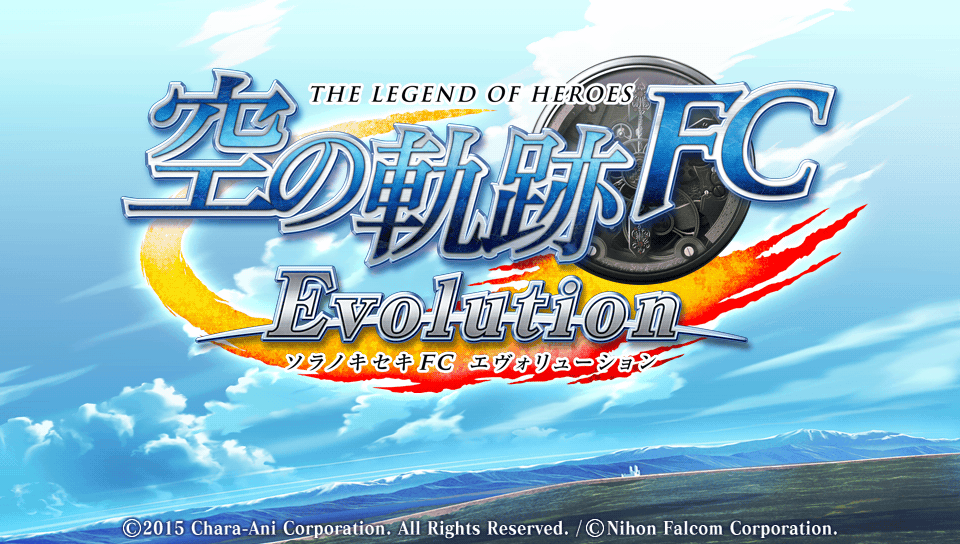 THE LEGEND OF HEROES
空の軌跡FC
Evolution
ソラノキセキFC エヴォリューション
©2015 Chara-Ani Corporation. All Rights Reserved. /©Nihon Falcom Corporation.